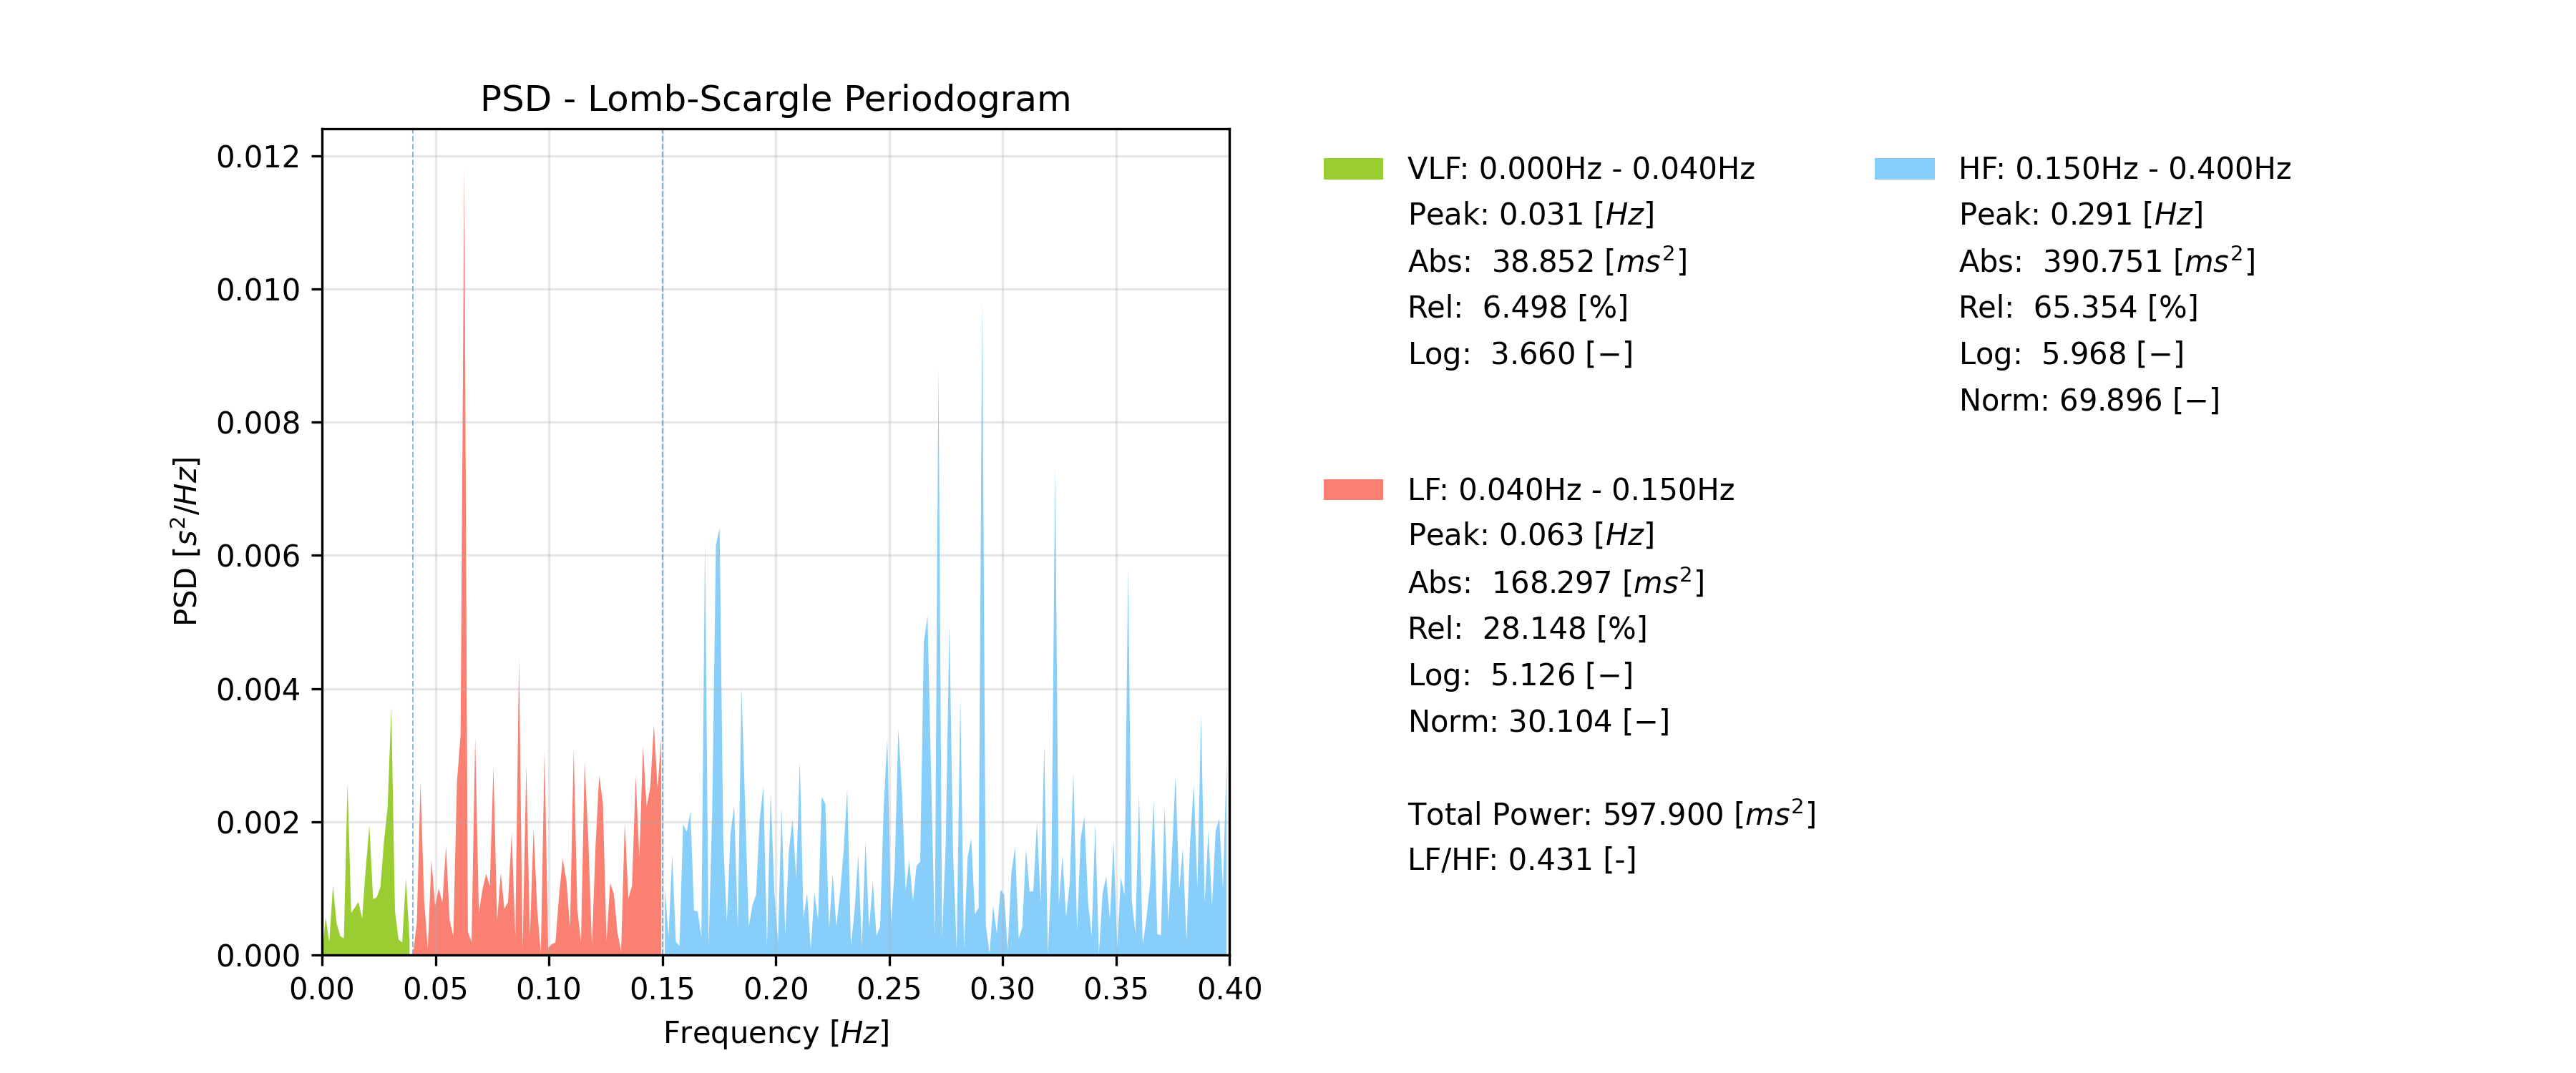 PSD - Lomb-Scargle Periodogram
0.012
0.010
0.008
0.006
0.004
0.002
0.000
PSD [s²/Hz]
0.00 0.05 0.10 0.15 0.20 0.25 0.30 0.35 0.40
Frequency [Hz]
VLF: 0.000Hz - 0.040Hz
Peak: 0.031 [Hz]
Abs: 38.852 [ms²]
Rel: 6.498 [%]
Log: 3.660 [−]
LF: 0.040Hz - 0.150Hz
Peak: 0.063 [Hz]
Abs: 168.297 [ms²]
Rel: 28.148 [%]
Log: 5.126 [−]
Norm: 30.104 [−]
Total Power: 597.900 [ms²]
LF/HF: 0.431 [-]
HF: 0.150Hz - 0.400Hz
Peak: 0.291 [Hz]
Abs: 390.751 [ms²]
Rel: 65.354 [%]
Log: 5.968 [−]
Norm: 69.896 [−]